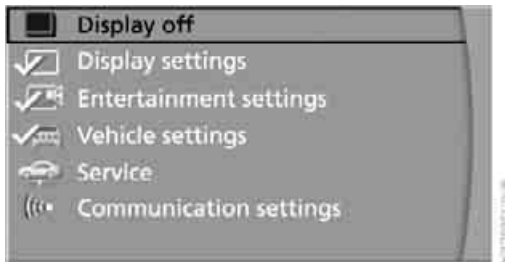 Display off
Display settings
Entertainment settings
Vehicle settings
Service
Communication settings